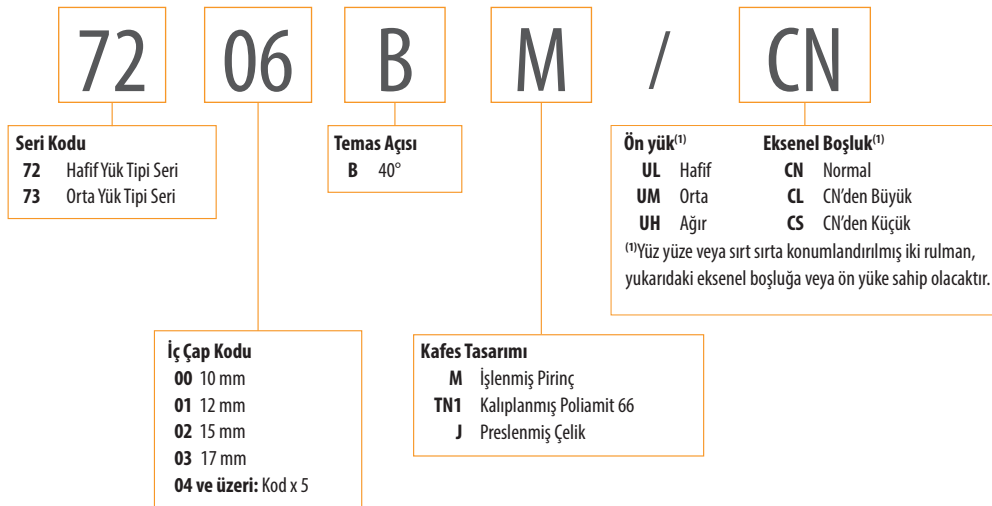 72 06 B M / CN
Seri Kodu
72 Hafif Yük Tipi Seri
73 Orta Yük Tipi Seri
Temas Açısı
B 40°
Ön yük(1) Eksenel Boşluk(1)
UL Hafif CN Normal
UM Orta CL CN’den Büyük
UH Ağır CS CN’den Küçük
(1)Yüz yüze veya sırt sırta konumlandırılmış iki rulman,
yukarıdaki eksenel boşluğa veya ön yüke sahip olacaktır.
İç Çap Kodu
00 10 mm
01 12 mm
02 15 mm
03 17 mm
04 ve üzeri: Kod x 5
Kafes Tasarımı
M İşlenmiş Pirinç
TN1 Kalıplanmış Poliamit 66
J Preslenmiş Çelik